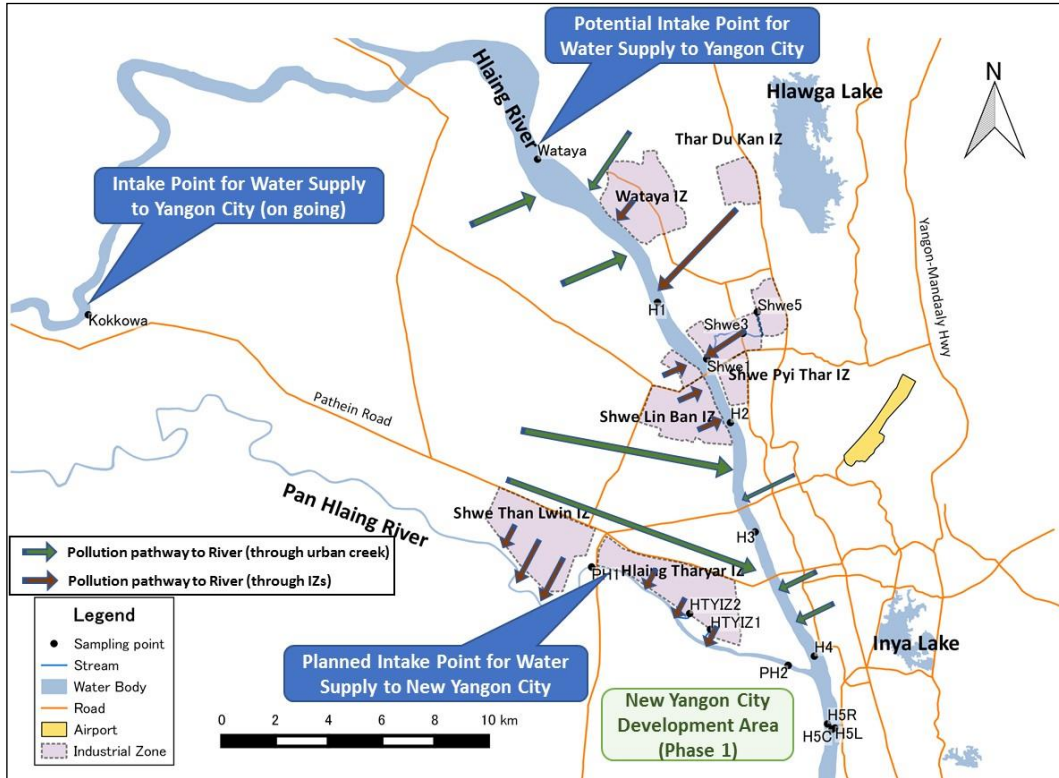 Potential Intake Point for
Water Supply to Yangon City
Hlaing River
N
Hlawga Lake
Thar Du Kan IZ
Wataya
Intake Point for Water Supply
to Yangon City (on going)
Wataya IZ
Yangon-Mandaaly Hwy
Kokkowa
H1
Shwe5
Shwe3
Shwe1
Shwe Pyi Thar IZ
Pathein Road
Shwe Lin Ban IZ
H2
Pan Hlaing River
Shwe Than Lwin IZ
H3
Pollution pathway to River (through urban creek)
Pollution pathway to River (through IZs)
PH1
Hlaing Tharyar IZ
HTYIZ2
HTYIZ1
Inya Lake
H4
PH2
Planned Intake Point for Water
Supply to New Yangon City
New Yangon City
Development Area
(Phase 1)
H5R
H5C
H5L
Legend
Sampling point
Stream
Water Body
Road
Airport
Industrial Zone
0 2 4 6 8 10 km